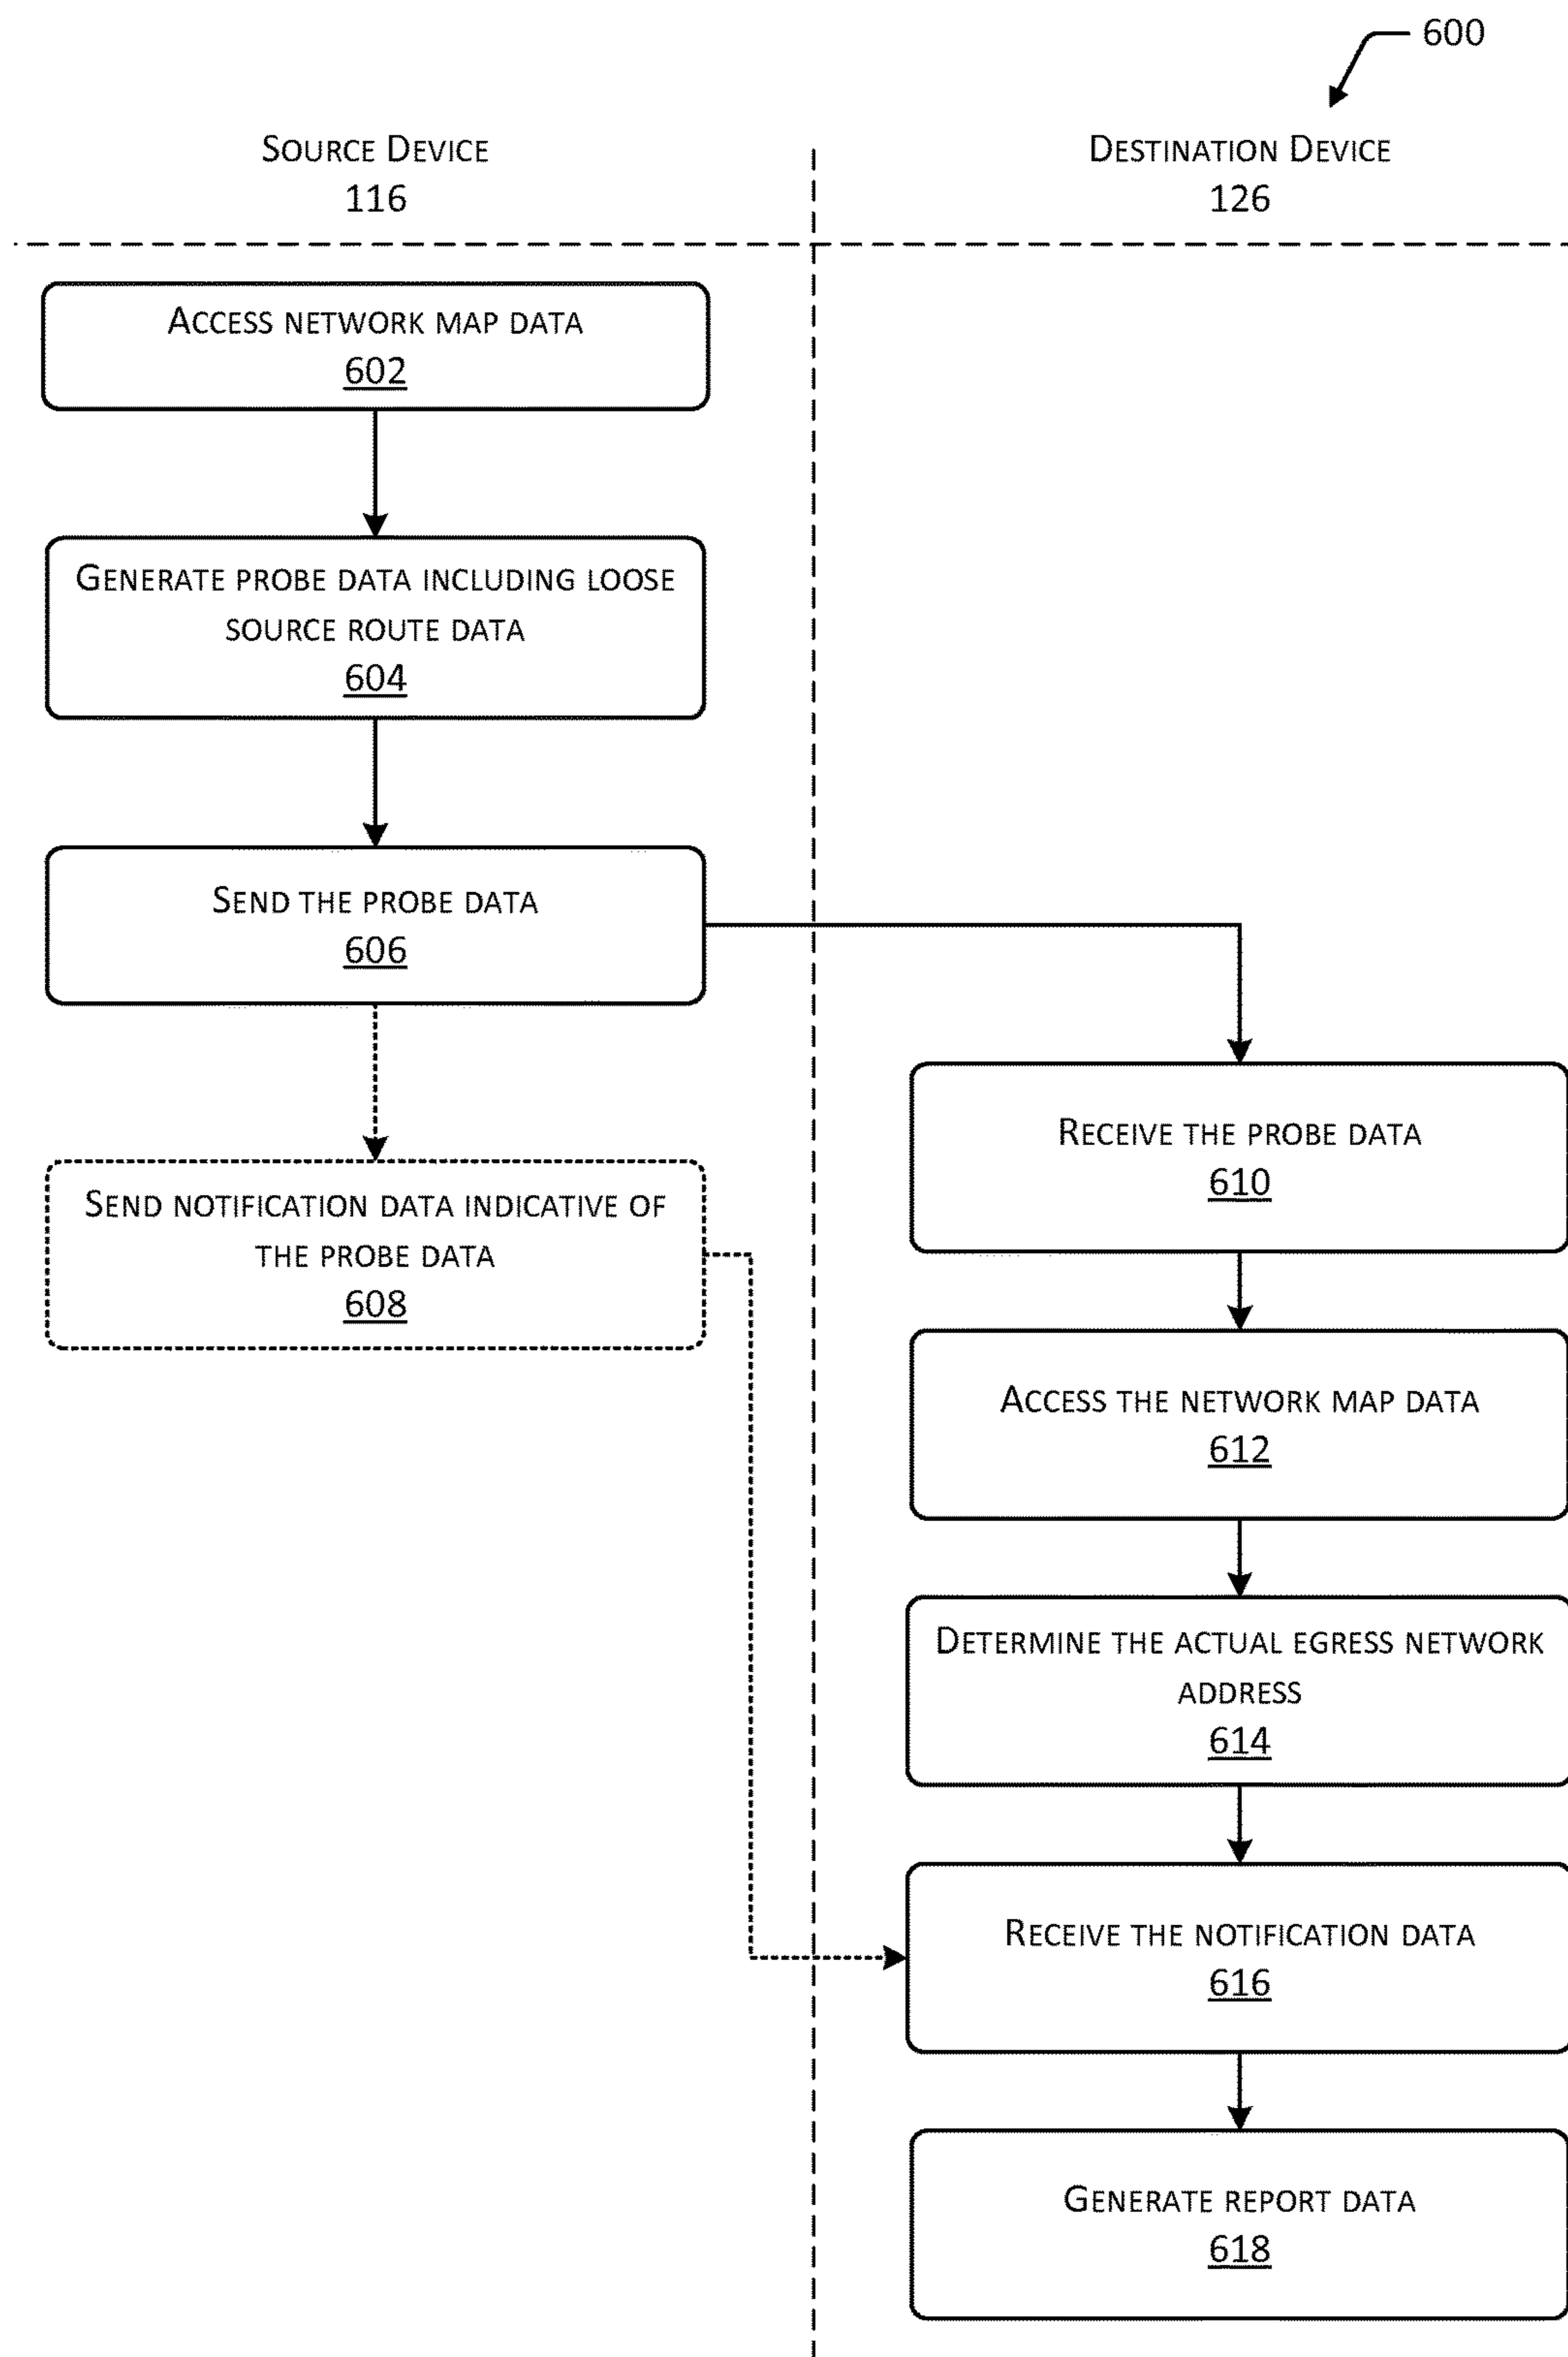 600
SOURCE DEVICE
116
DESTINATION DEVICE
126
ACCESS NETWORK MAP DATA
602
GENERATE PROBE DATA INCLUDING LOOSE
SOURCE ROUTE DATA
604
SEND THE PROBE DATA
606
SEND NOTIFICATION DATA INDICATIVE OF
THE PROBE DATA
608
RECEIVE THE PROBE DATA
610
ACCESS THE NETWORK MAP DATA
612
DETERMINE THE ACTUAL EGRESS NETWORK
ADDRESS
614
RECEIVE THE NOTIFICATION DATA
616
GENERATE REPORT DATA
618